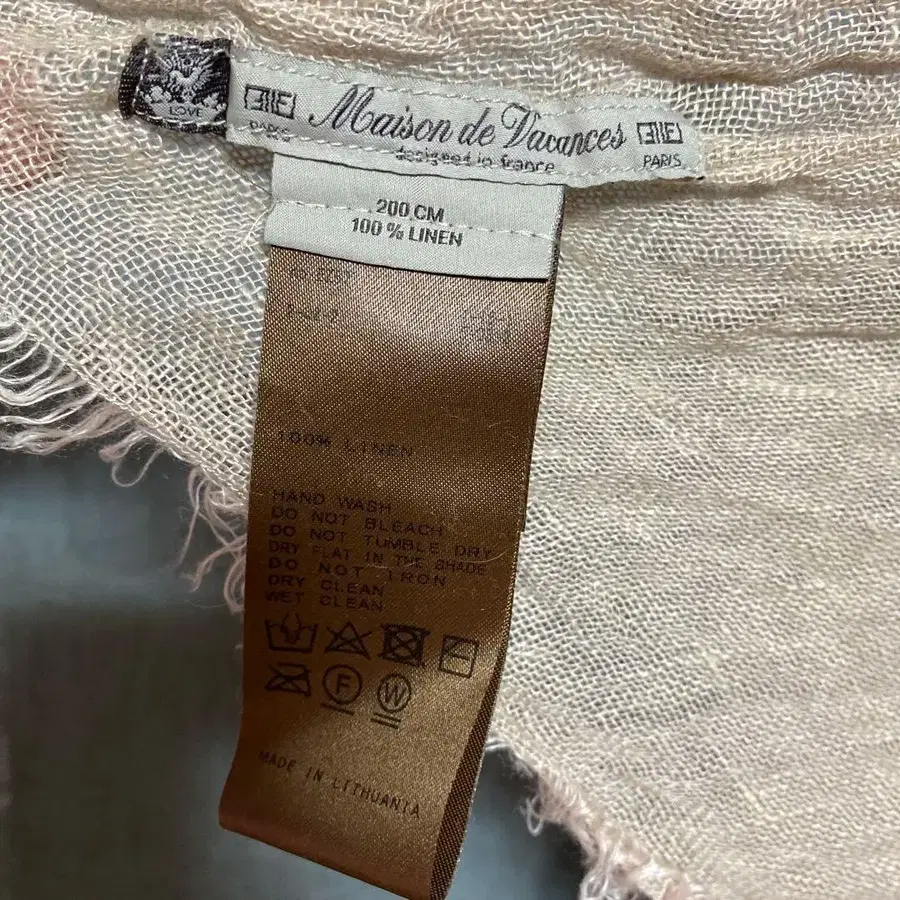 LOVE
PARIS
Maison de Vacances
PARIS
designed in france
200 CM
100 % LINEN
100% LINEN
HAND WASH
DO NOT BLEACH
DO NOT TUMBLE DRY
DRY FLAT IN THE SHADE
DO NOT IRON
DRY CLEAN
WET CLEAN
F
W
MADE IN LITHUANIA